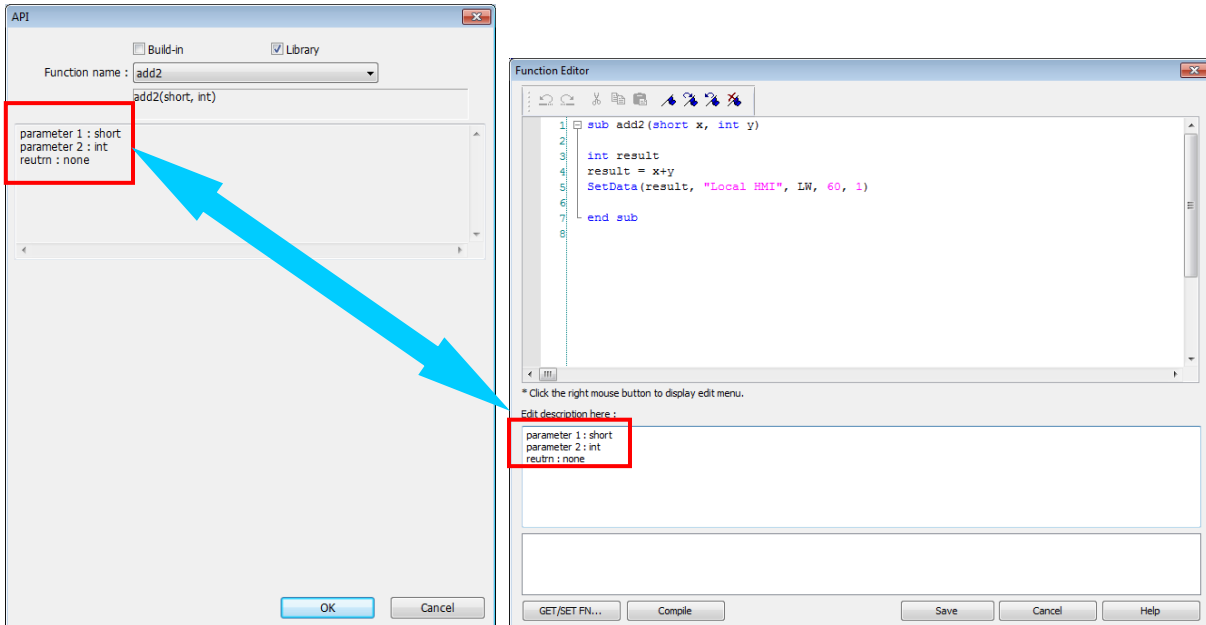 API
Build-in
Library
Function name :
add2
add2(short, int)
parameter 1 : short
parameter 2 : int
reutrn : none
OK
Cancel
Function Editor
1 sub add2(short x, int y)
2
3 int result
4 result = x+y
5 SetData(result, "Local HMI", LW, 60, 1)
6
7 end sub
8
* Click the right mouse button to display edit menu.
Edit description here :
parameter 1 : short
parameter 2 : int
reutrn : none
GET/SET FN...
Compile
Save
Cancel
Help